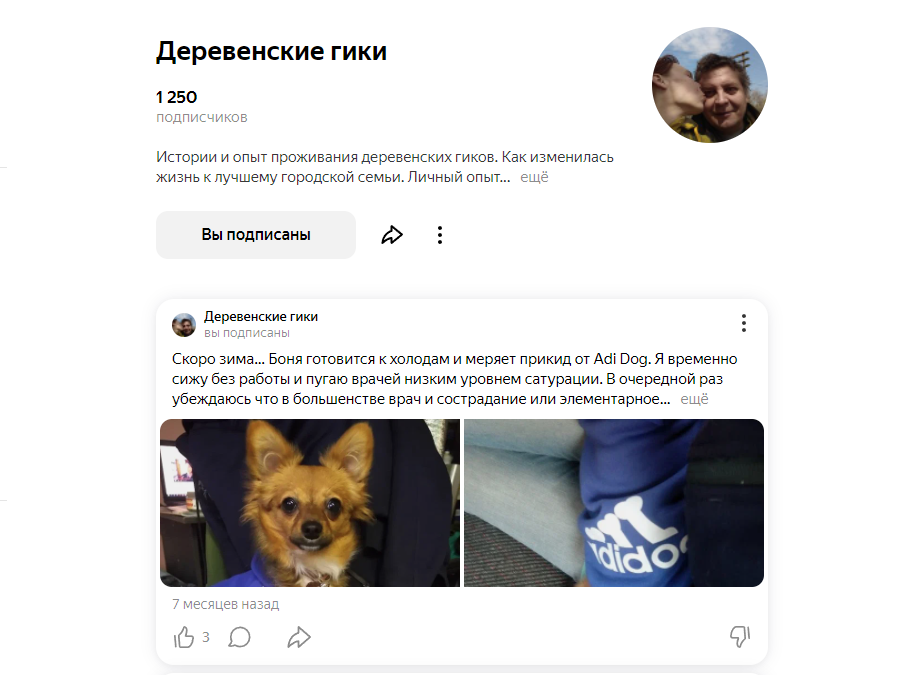 Деревенские гики
1 250
подписчиков
Истории и опыт проживания деревенских гиков. Как изменилась
жизнь к лучшему городской семьи. Личный опыт... ещё
Вы подписаны
Деревенские гики
вы подписаны
Скоро зима... Боня готовится к холодам и меряет прикид от Adi Dog. Я временно
сижу без работы и пугаю врачей низким уровнем сатурации. В очередной раз
убеждаюсь что в большенстве врач и сострадание или элементарное... ещё
adidog
7 месяцев назад
3